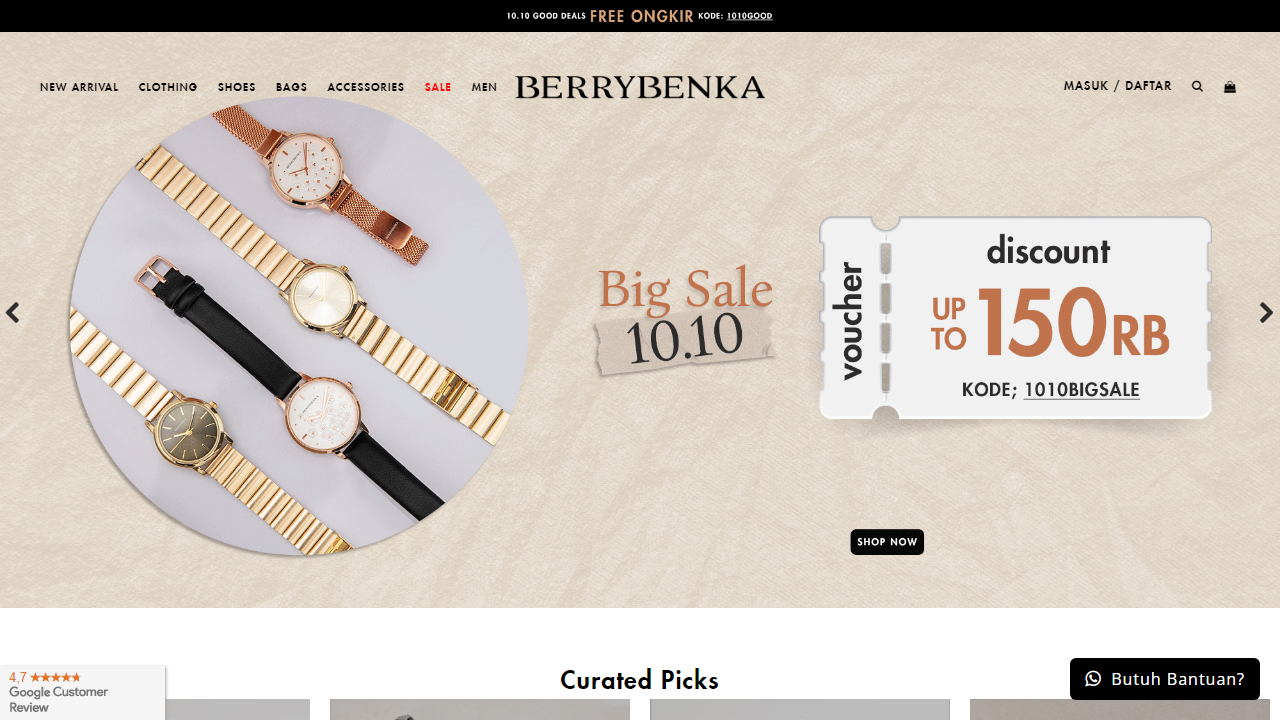 10.10 GOOD DEALS FREE ONGKIR KODE: 1010GOOD
NEW ARRIVAL CLOTHING SHOES BAGS ACCESSORIES SALE MEN
BERRYBENKA
MASUK / DAFTAR
Big Sale
10.10
voucher
discount
UP TO 150RB
KODE; 1010BIGSALE
SHOP NOW
Curated Picks
4,7
Google Customer
Review
Butuh Bantuan?